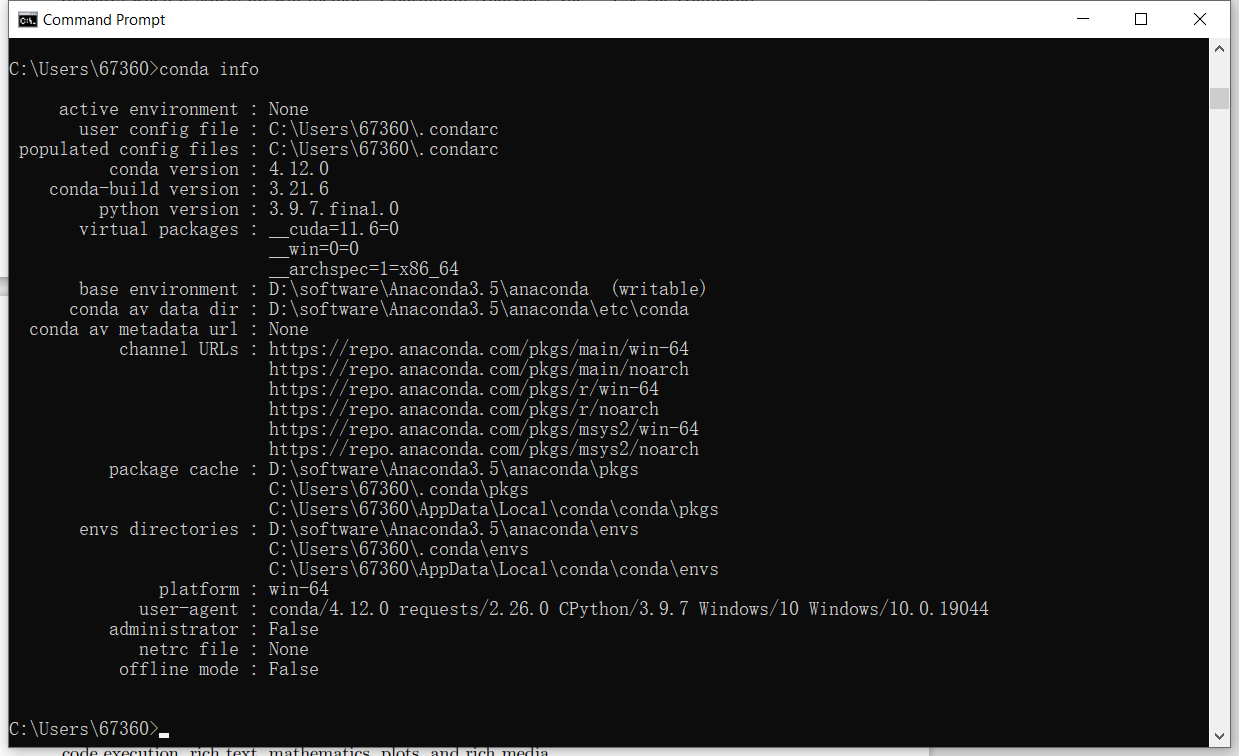 Command Prompt
C:\Users\67360>conda info
active environment : None
user config file : C:\Users\67360\.condarc
populated config files : C:\Users\67360\.condarc
conda version : 4.12.0
conda-build version : 3.21.6
python version : 3.9.7.final.0
virtual packages : __cuda=11.6=0
__win=0=0
__archspec=1=x86_64
base environment : D:\software\Anaconda3.5\anaconda  (writable)
conda av data dir : D:\software\Anaconda3.5\anaconda\etc\conda
conda av metadata url : None
channel URLs : https://repo.anaconda.com/pkgs/main/win-64
https://repo.anaconda.com/pkgs/main/noarch
https://repo.anaconda.com/pkgs/r/win-64
https://repo.anaconda.com/pkgs/r/noarch
https://repo.anaconda.com/pkgs/msys2/win-64
https://repo.anaconda.com/pkgs/msys2/noarch
package cache : D:\software\Anaconda3.5\anaconda\pkgs
C:\Users\67360\.conda\pkgs
C:\Users\67360\AppData\Local\conda\conda\pkgs
envs directories : D:\software\Anaconda3.5\anaconda\envs
C:\Users\67360\.conda\envs
C:\Users\67360\AppData\Local\conda\conda\envs
platform : win-64
user-agent : conda/4.12.0 requests/2.26.0 CPython/3.9.7 Windows/10 Windows/10.0.19044
administrator : False
netrc file : None
offline mode : False
C:\Users\67360>
code execution, rich text, mathematics, plots, and rich media